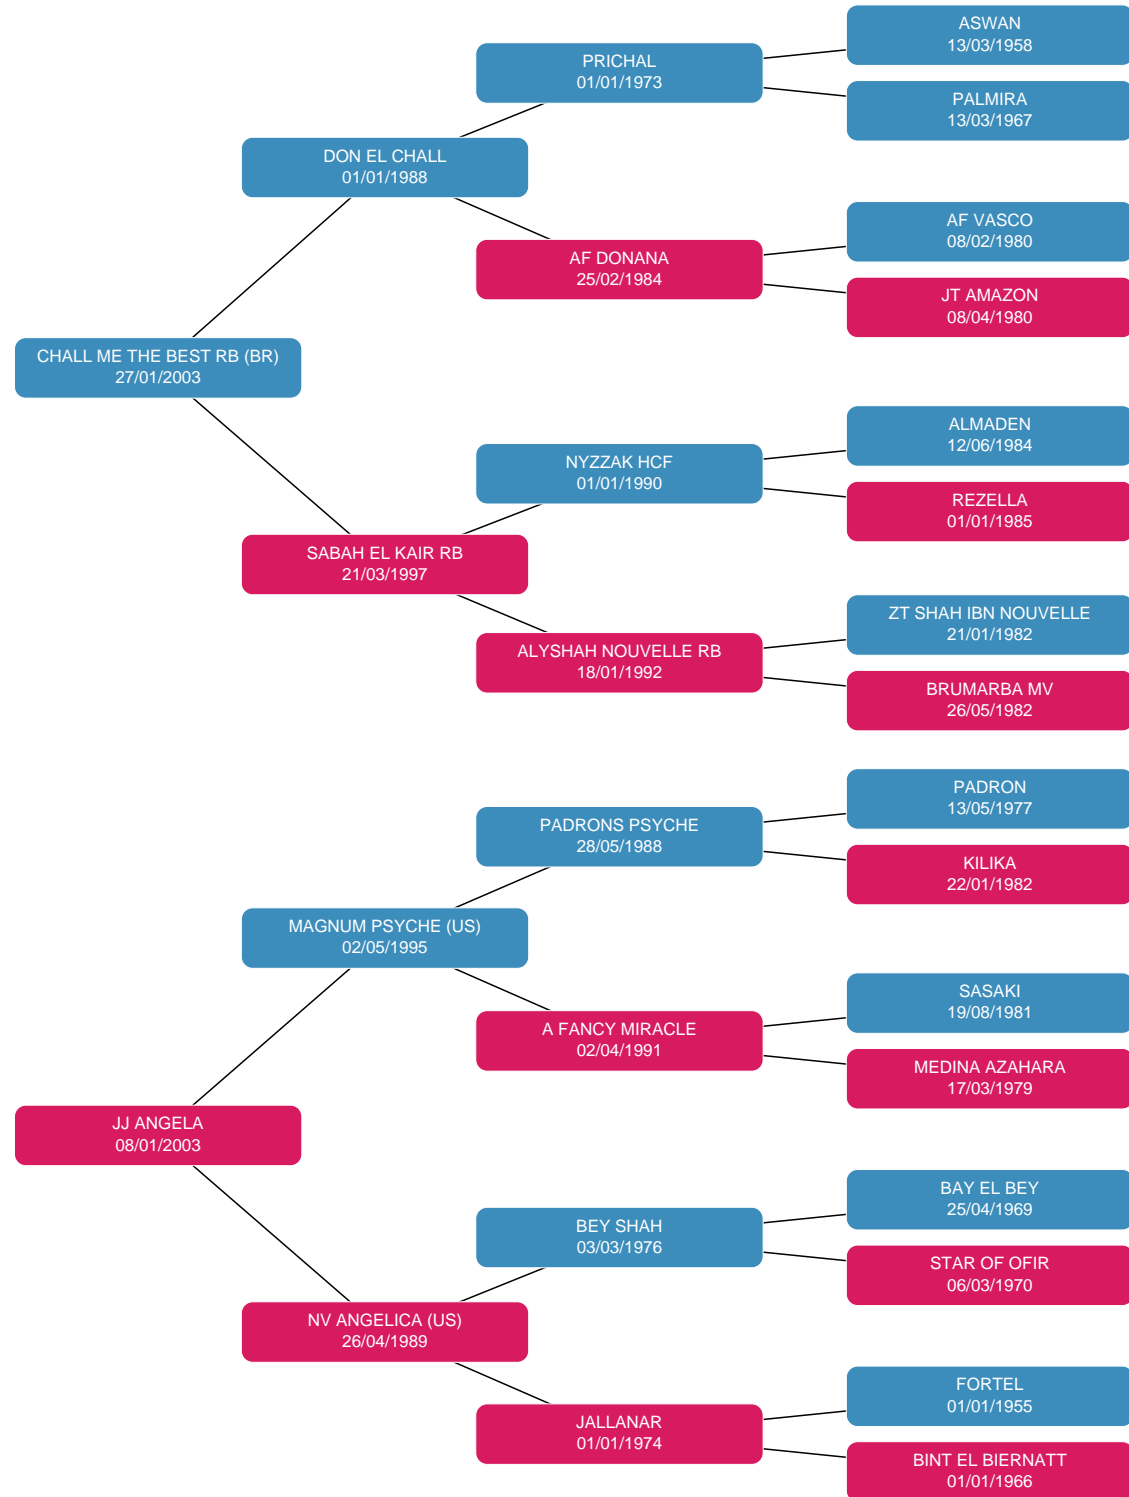 ASWAN
13/03/1958
PRICHAL
01/01/1973
PALMIRA
13/03/1967
DON EL CHALL
01/01/1988
AF VASCO
08/02/1980
AF DONANA
25/02/1984
JT AMAZON
08/04/1980
CHALL ME THE BEST RB (BR)
27/01/2003
ALMADEN
12/06/1984
NYZZAK HCF
01/01/1990
REZELLA
01/01/1985
SABAH EL KAIR RB
21/03/1997
ZT SHAH IBN NOUVELLE
21/01/1982
ALYSHAH NOUVELLE RB
18/01/1992
BRUMARBA MV
26/05/1982
PADRON
13/05/1977
PADRONS PSYCHE
28/05/1988
KILIKA
22/01/1982
MAGNUM PSYCHE (US)
02/05/1995
SASAKI
19/08/1981
A FANCY MIRACLE
02/04/1991
MEDINA AZAHARA
17/03/1979
JJ ANGELA
08/01/2003
BAY EL BEY
25/04/1969
BEY SHAH
03/03/1976
STAR OF OFIR
06/03/1970
NV ANGELICA (US)
26/04/1989
FORTEL
01/01/1955
JALLANAR
01/01/1974
BINT EL BIERNATT
01/01/1966